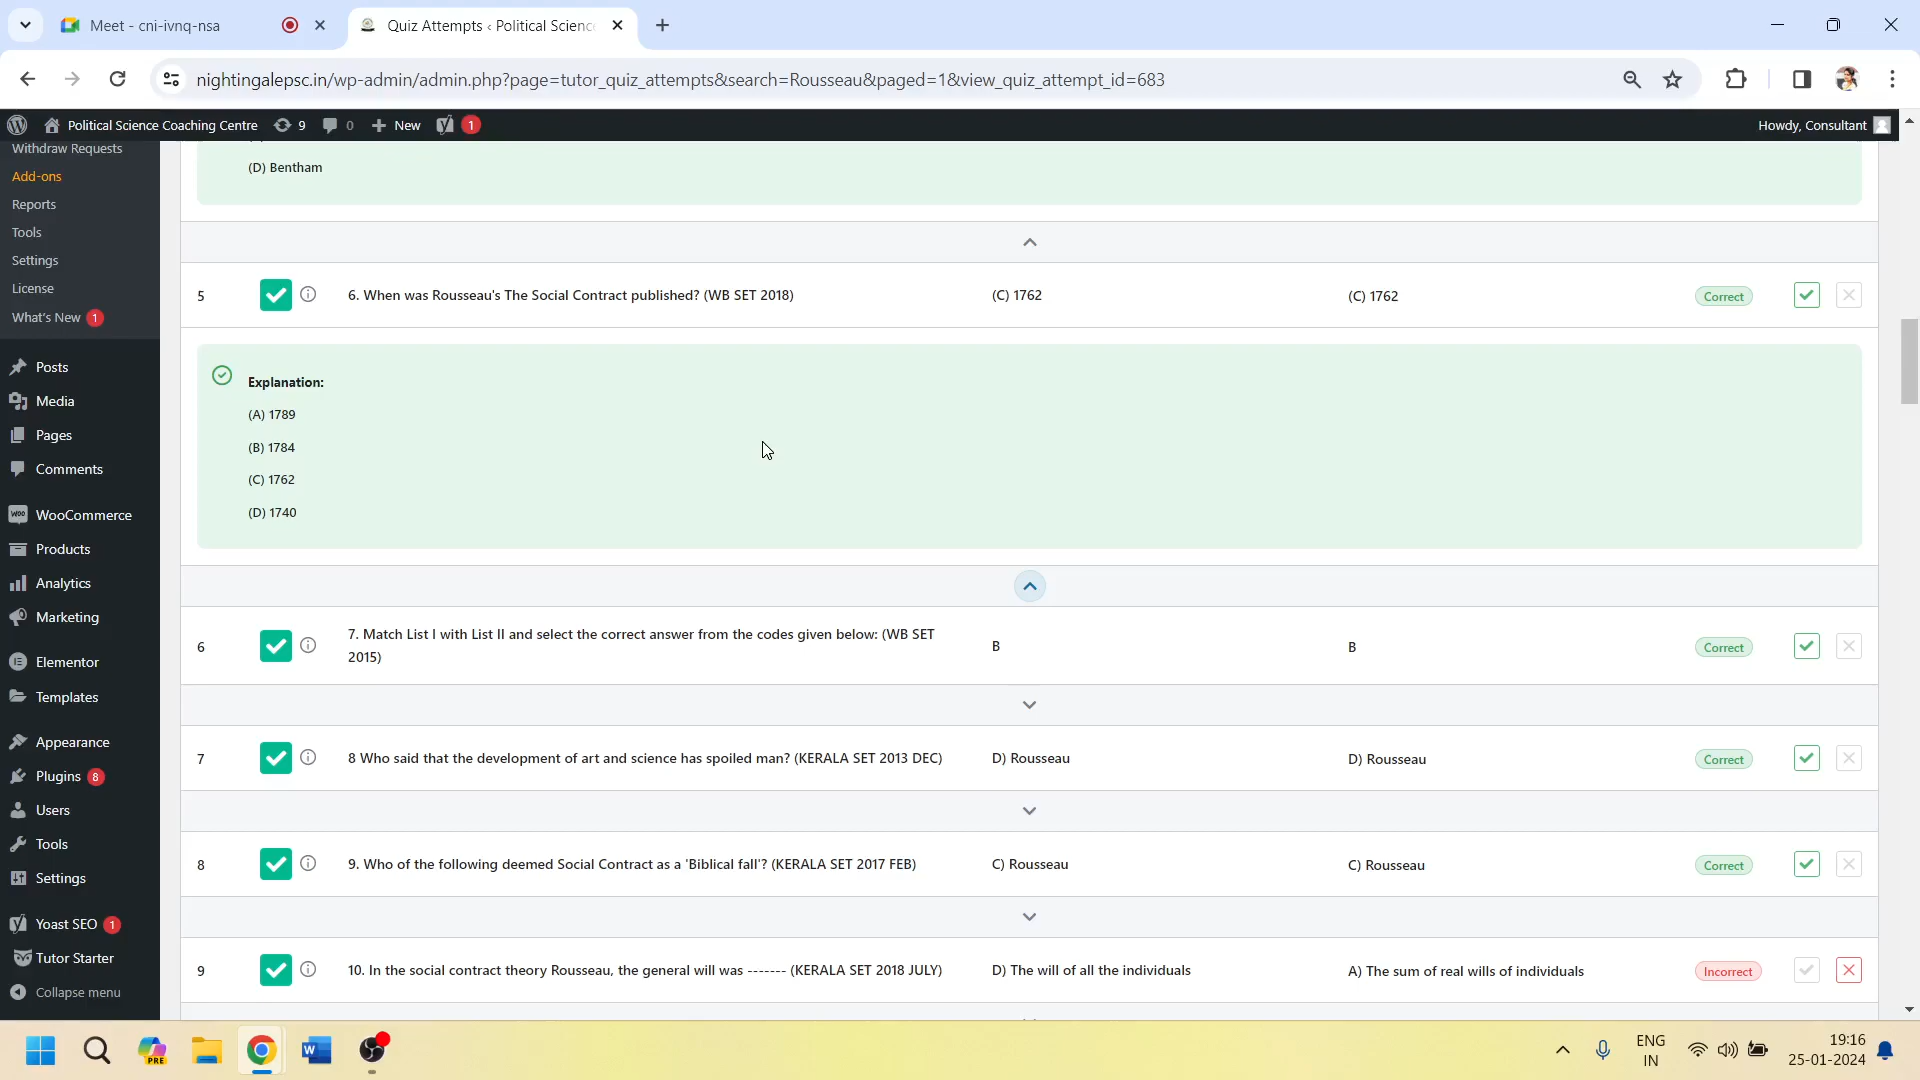 Meet - cni-ivnq-nsa
Quiz Attempts ‹ Political Science
nightingalepsc.in/wp-admin/admin.php?page=tutor_quiz_attempts&search=Rousseau&paged=1&view_quiz_attempt_id=683
Political Science Coaching Centre 9 0 New 1 Howdy, Consultant
Withdraw Requests
Add-ons
Reports
Tools
Settings
License
What's New 1
Posts
Media
Pages
Comments
WooCommerce
Products
Analytics
Marketing
Elementor
Templates
Appearance
Plugins 8
Users
Tools
Settings
Yoast SEO 1
Tutor Starter
Collapse menu
(D) Bentham
5 6. When was Rousseau's The Social Contract published? (WB SET 2018) (C) 1762 (C) 1762 Correct
Explanation:
(A) 1789
(B) 1784
(C) 1762
(D) 1740
6 7. Match List I with List II and select the correct answer from the codes given below: (WB SET
2015) B B Correct
7 8 Who said that the development of art and science has spoiled man? (KERALA SET 2013 DEC) D) Rousseau D) Rousseau Correct
8 9. Who of the following deemed Social Contract as a 'Biblical fall'? (KERALA SET 2017 FEB) C) Rousseau C) Rousseau Correct
9 10. In the social contract theory Rousseau, the general will was ------- (KERALA SET 2018 JULY) D) The will of all the individuals A) The sum of real wills of individuals Incorrect
ENG
IN
19:16
25-01-2024